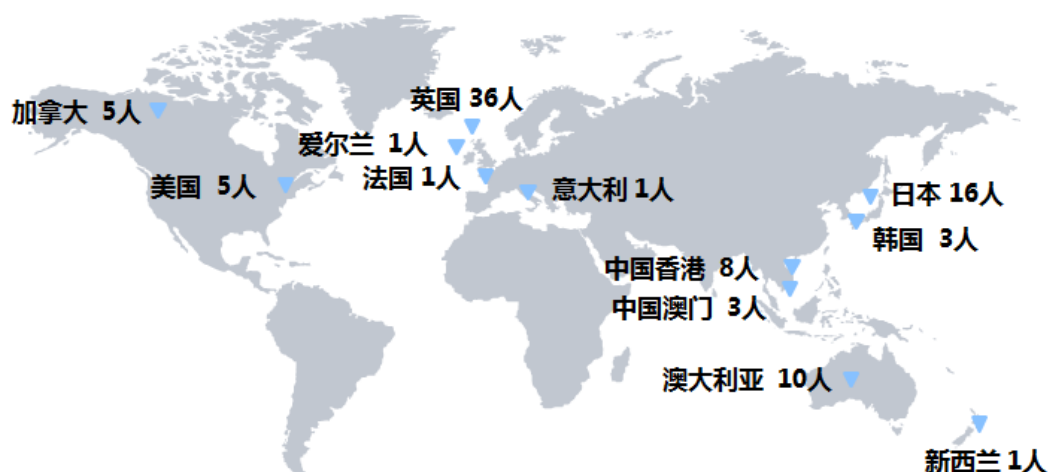 英国 36人
加拿大 5人
爱尔兰 1人
法国 1人
美国 5人
意大利 1人
日本 16人
韩国 3人
中国香港 8人
中国澳门 3人
澳大利亚 10人
新西兰 1人